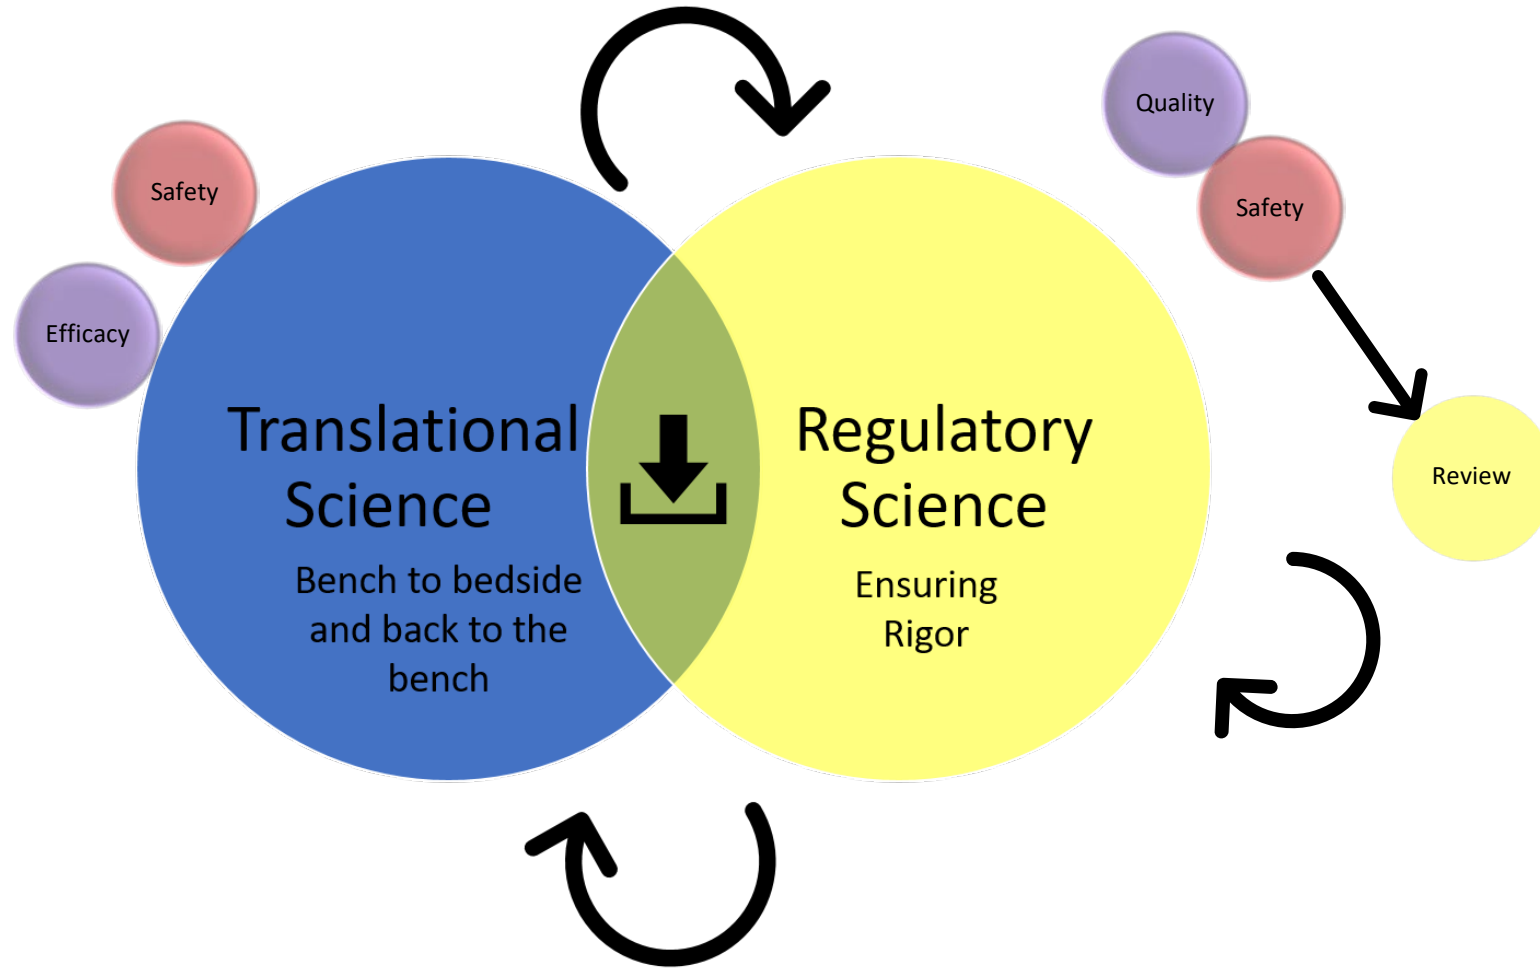 Quality
Safety
Safety
Efficacy
Translational
Science
Bench to bedside
and back to the
bench
Regulatory
Science
Ensuring
Rigor
Review